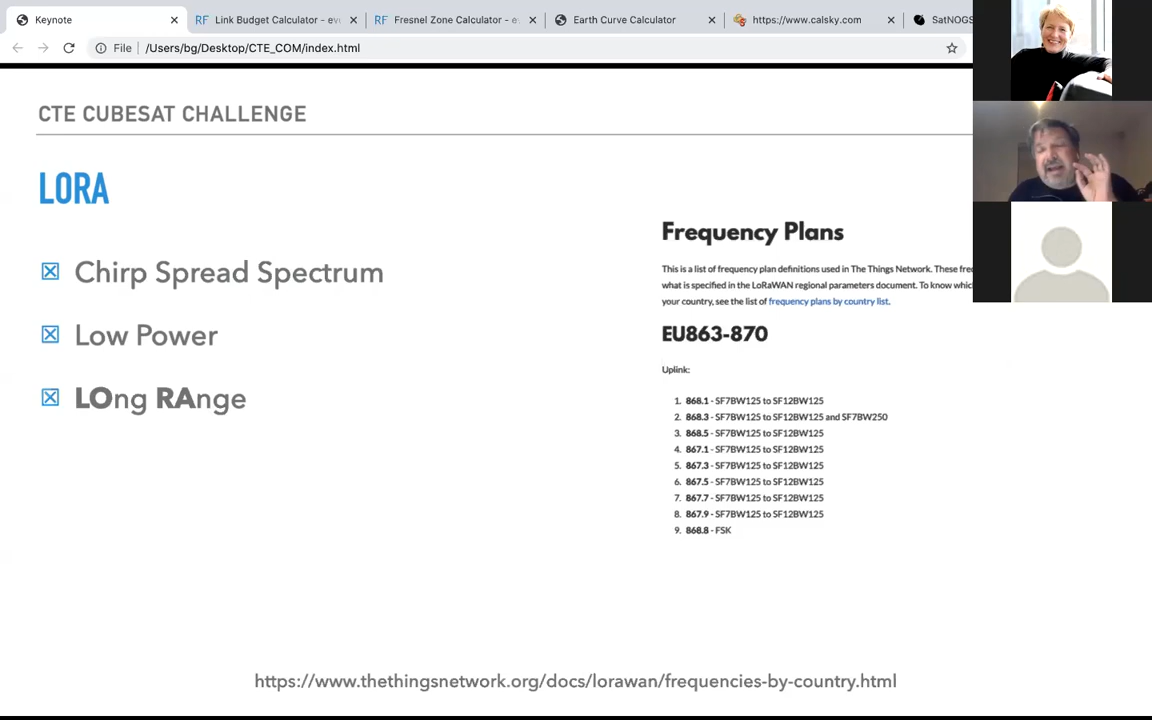 Keynote
RF Link Budget Calculator - eve
RF Fresnel Zone Calculator - e
Earth Curve Calculator
https://www.calsky.com
SatNOGS
File /Users/bg/Desktop/CTE_COM/index.html
CTE CUBESAT CHALLENGE
LORA
Chirp Spread Spectrum
Low Power
LOng RAnge
Frequency Plans
This is a list of frequency plan definitions used in The Things Network. These fre
what is specified in the LoRaWAN regional parameters document. To know which
your country, see the list of frequency plans by country list.
EU863-870
Uplink:
1. 868.1 - SF7BW125 to SF12BW125
2. 868.3 - SF7BW125 to SF12BW125 and SF7BW250
3. 868.5 - SF7BW125 to SF12BW125
4. 867.1 - SF7BW125 to SF12BW125
5. 867.3 - SF7BW125 to SF12BW125
6. 867.5 - SF7BW125 to SF12BW125
7. 867.7 - SF7BW125 to SF12BW125
8. 867.9 - SF7BW125 to SF12BW125
9. 868.8 - FSK
https://www.thethingsnetwork.org/docs/lorawan/frequencies-by-country.html